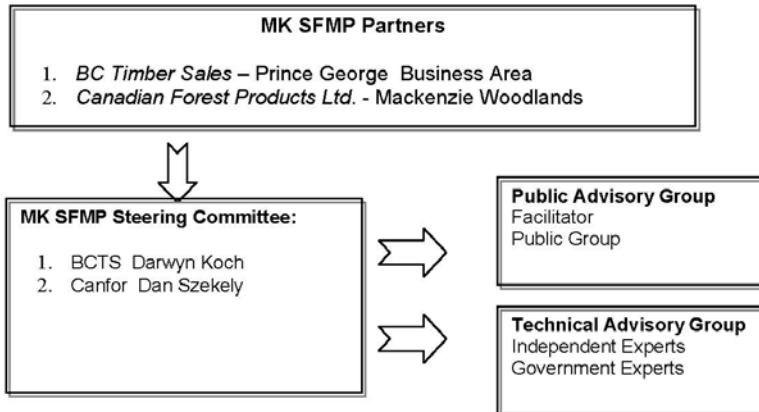 MK SFMP Partners
1. BC Timber Sales – Prince George Business Area
2. Canadian Forest Products Ltd. - Mackenzie Woodlands
MK SFMP Steering Committee:
1. BCTS Darwyn Koch
2. Canfor Dan Szekely
Public Advisory Group
Facilitator
Public Group
Technical Advisory Group
Independent Experts
Government Experts